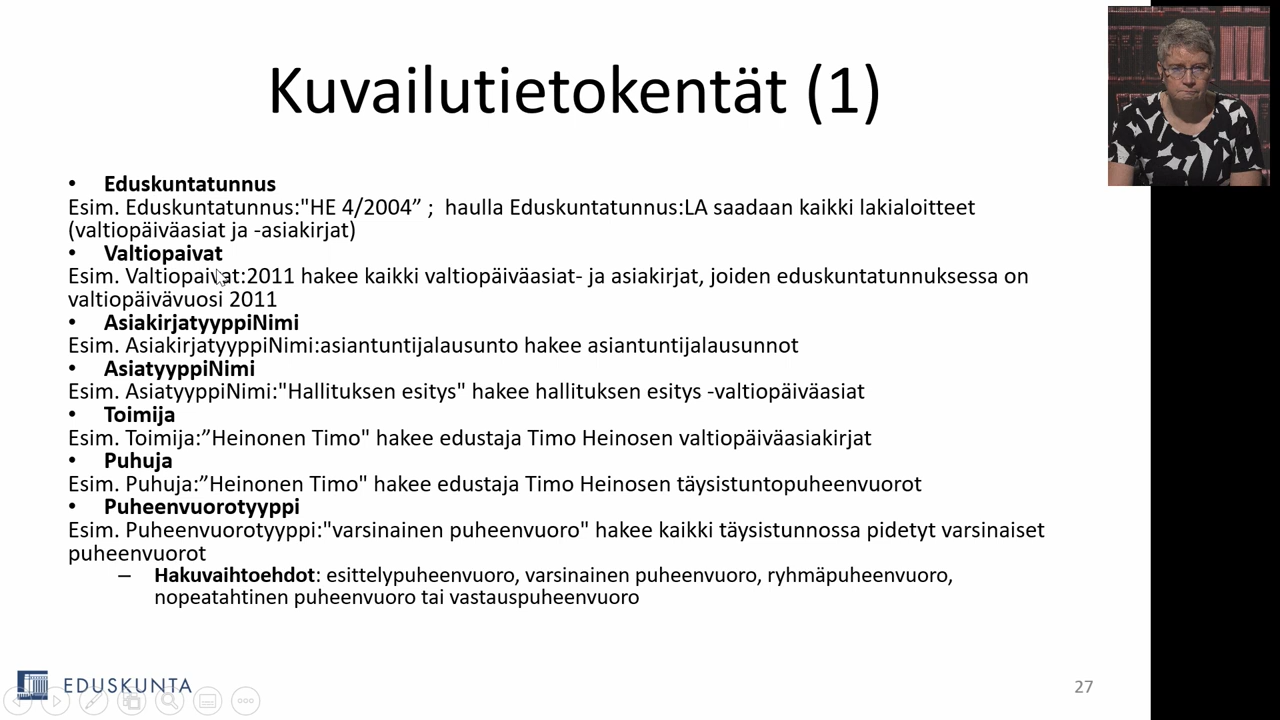 Kuvailutietokentät (1)
• Eduskuntatunnus
Esim. Eduskuntatunnus:"HE 4/2004” ; haulla Eduskuntatunnus:LA saadaan kaikki lakialoitteet
(valtiopäiväasiat ja -asiakirjat)
• Valtiopaivat
Esim. Valtiopaivat:2011 hakee kaikki valtiopäiväasiat- ja asiakirjat, joiden eduskuntatunnuksessa on
valtiopäivävuosi 2011
• AsiakirjatyyppiNimi
Esim. AsiakirjatyyppiNimi:asiantuntijalausunto hakee asiantuntijalausunnot
• AsiatyyppiNimi
Esim. AsiatyyppiNimi:"Hallituksen esitys" hakee hallituksen esitys -valtiopäiväasiat
• Toimija
Esim. Toimija:”Heinonen Timo" hakee edustaja Timo Heinosen valtiopäiväasiakirjat
• Puhuja
Esim. Puhuja:”Heinonen Timo" hakee edustaja Timo Heinosen täysistuntopuheenvuorot
• Puheenvuorotyyppi
Esim. Puheenvuorotyyppi:"varsinainen puheenvuoro" hakee kaikki täysistunnossa pidetyt varsinaiset
puheenvuorot
– Hakuvaihtoehdot: esittelypuheenvuoro, varsinainen puheenvuoro, ryhmäpuheenvuoro,
nopeatahtinen puheenvuoro tai vastauspuheenvuoro
EDUSKUNTA
27